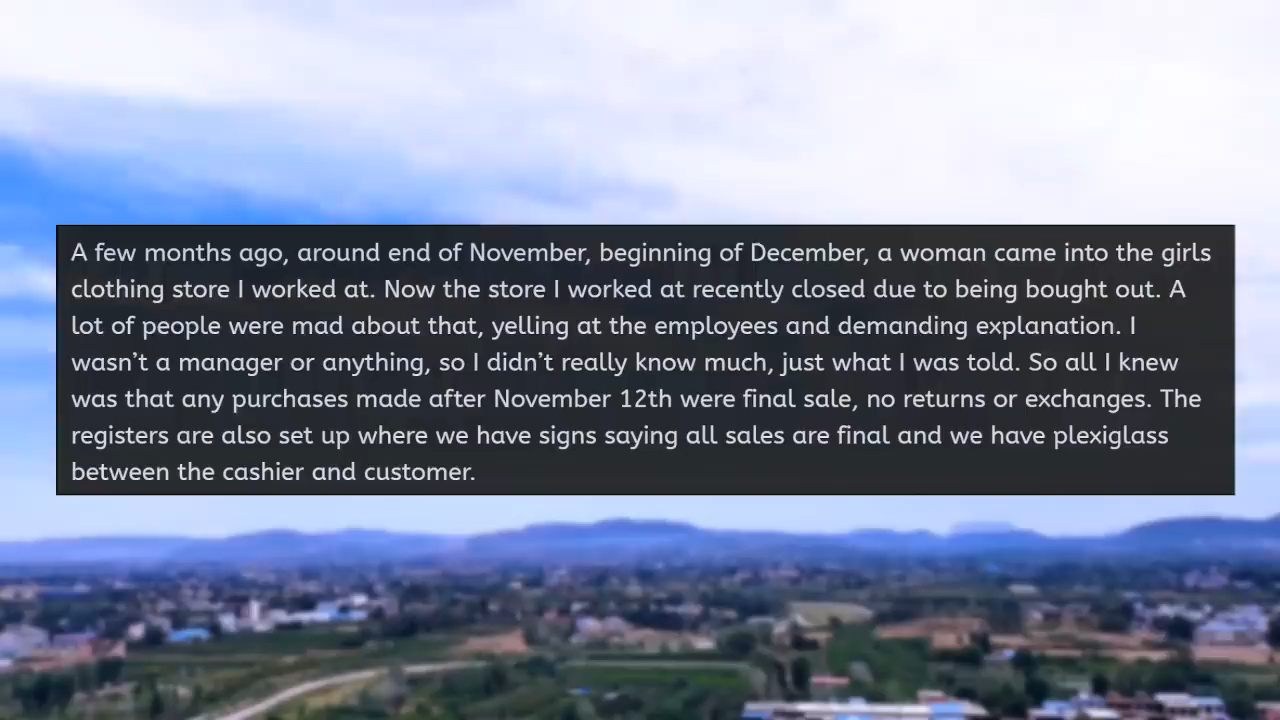 A few months ago, around end of November, beginning of December, a woman came into the girls
clothing store I worked at. Now the store I worked at recently closed due to being bought out. A
lot of people were mad about that, yelling at the employees and demanding explanation. I
wasn’t a manager or anything, so I didn’t really know much, just what I was told. So all I knew
was that any purchases made after November 12th were final sale, no returns or exchanges. The
registers are also set up where we have signs saying all sales are final and we have plexiglass
between the cashier and customer.